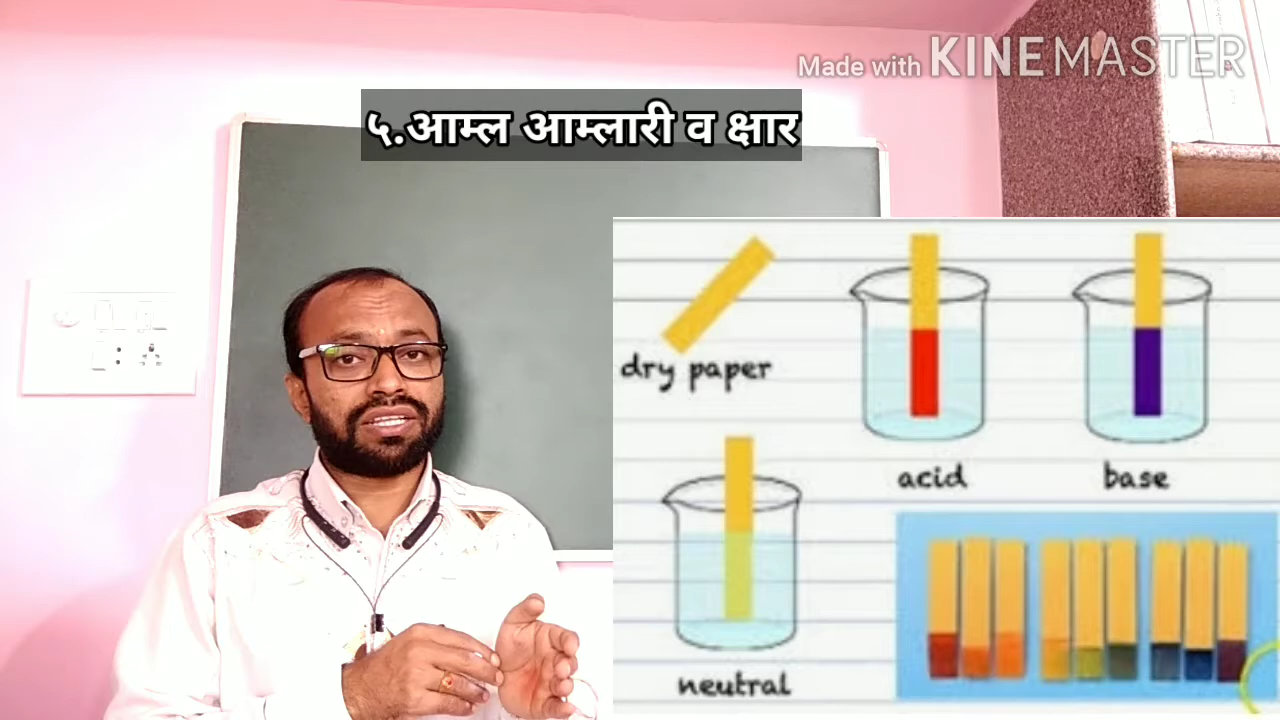 Made with KINEMASTER
५.आम्ल आम्लारी व क्षार
dry paper
acid
base
neutral